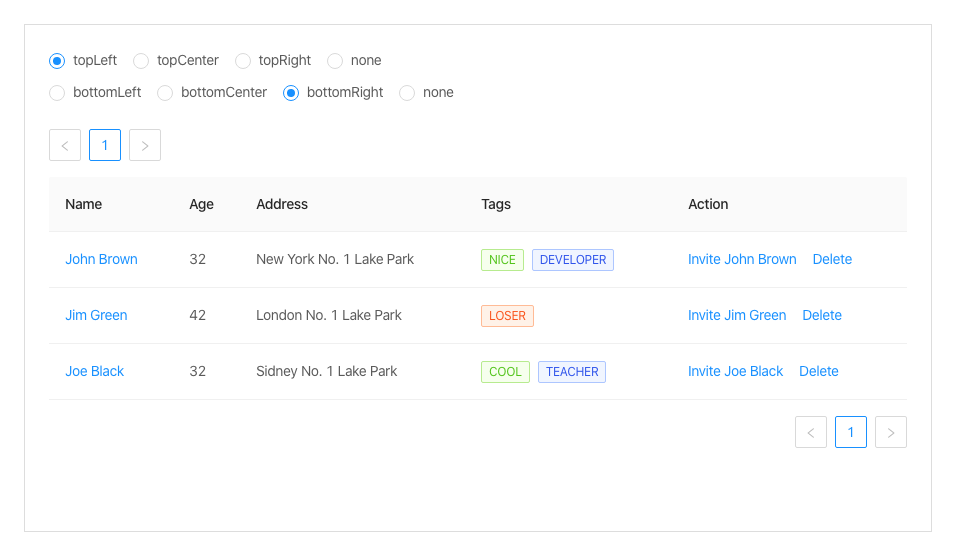 topLeft topCenter topRight none
bottomLeft bottomCenter bottomRight none
1
Name Age Address Tags Action
John Brown 32 New York No. 1 Lake Park NICE DEVELOPER Invite John Brown Delete
Jim Green 42 London No. 1 Lake Park LOSER Invite Jim Green Delete
Joe Black 32 Sidney No. 1 Lake Park COOL TEACHER Invite Joe Black Delete
1